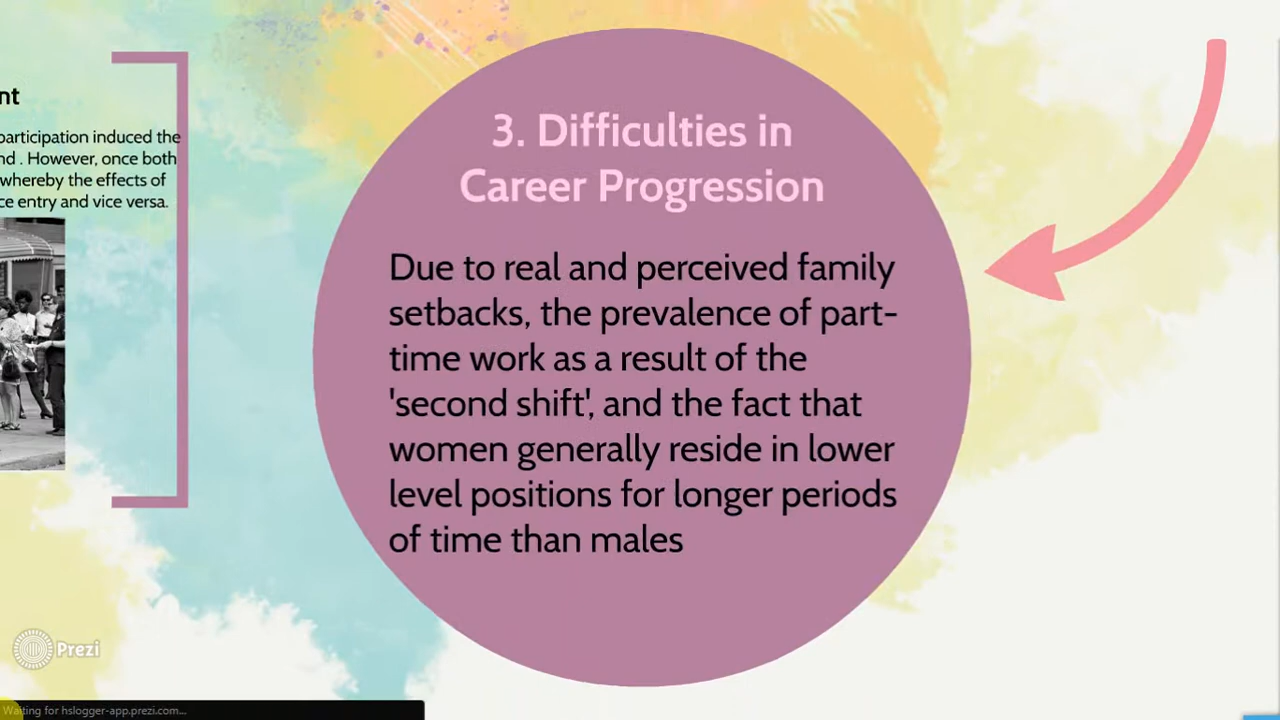 nt
participation induced the
nd . However, once both
whereby the effects of
ce entry and vice versa.
3. Difficulties in
Career Progression
Due to real and perceived family
setbacks, the prevalence of part-
time work as a result of the
'second shift', and the fact that
women generally reside in lower
level positions for longer periods
of time than males
Prezi
Waiting for hslogger-app.prezi.com...